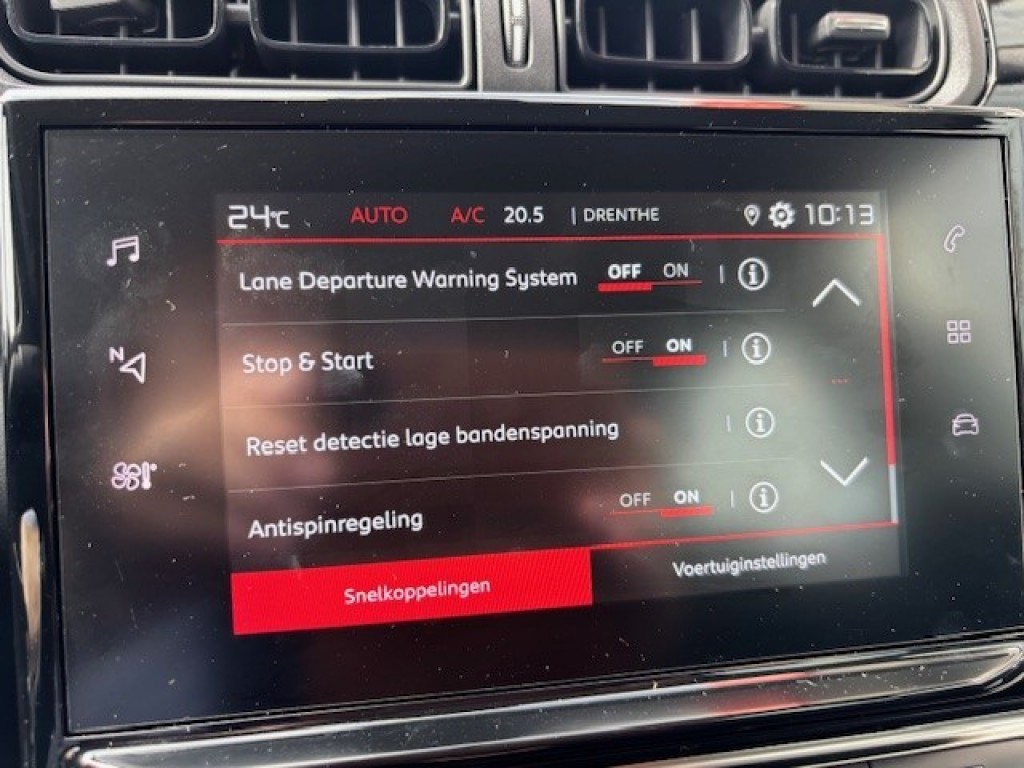 24°C AUTO A/C 20.5 | DRENTHE 10:13
Lane Departure Warning System OFF ON
N
Stop & Start OFF ON
Reset detectie lage bandenspanning
Antispinregeling OFF ON
Snelkoppelingen Voertuiginstellingen